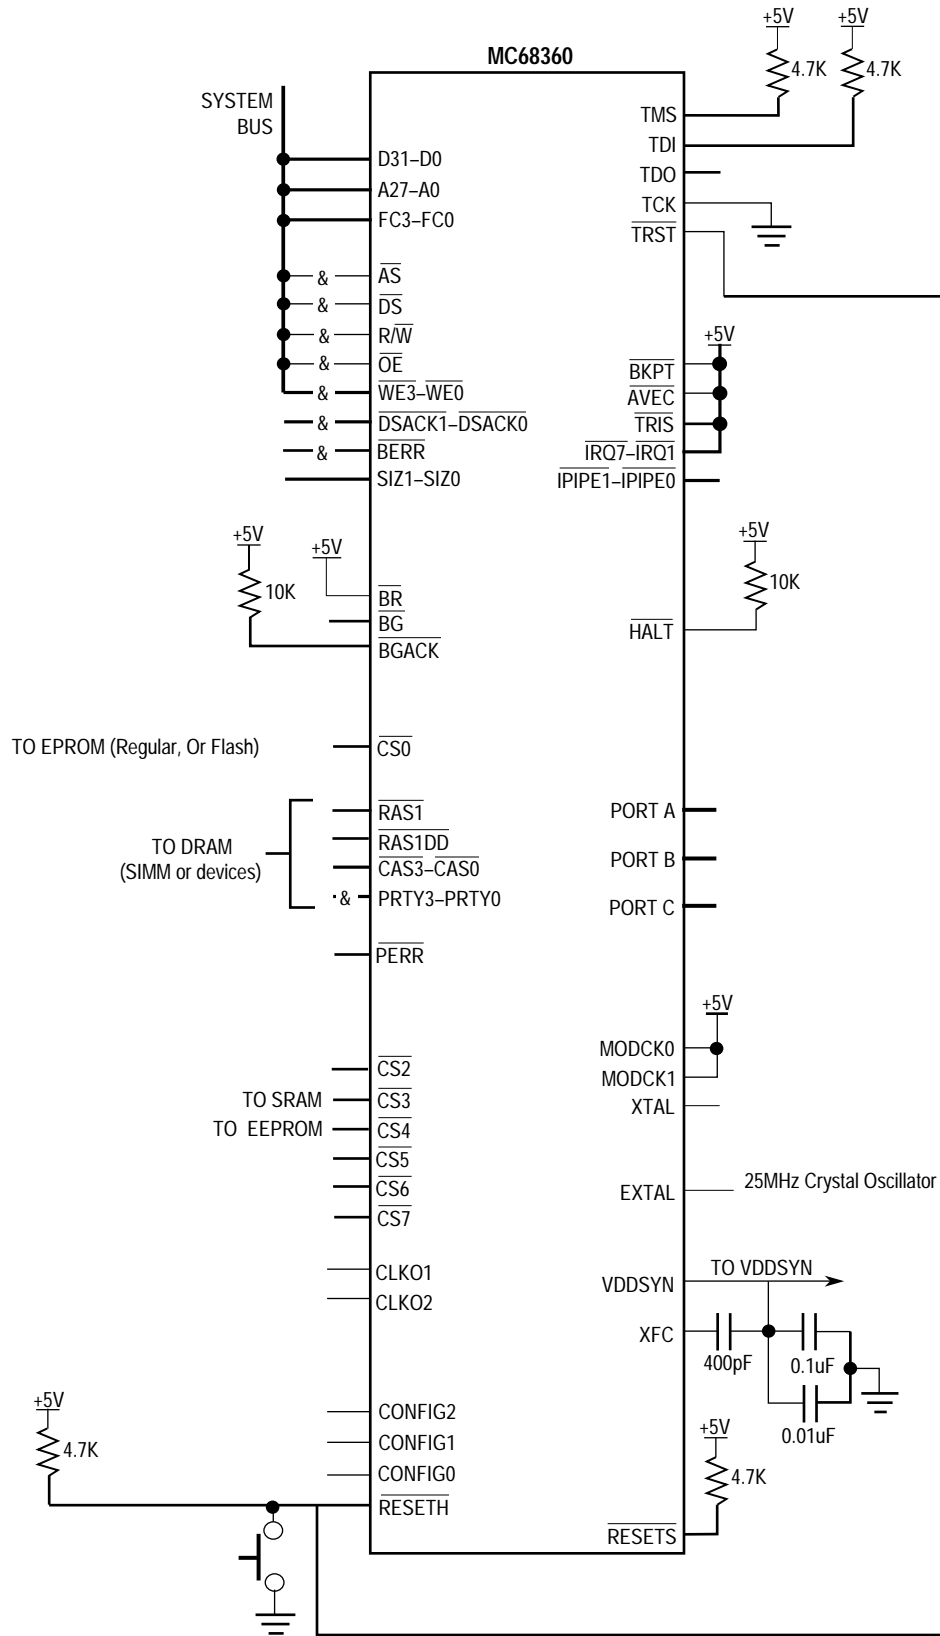 MC68360
+5V
+5V
4.7K
4.7K
SYSTEM
BUS
D31–D0
A27–A0
FC3–FC0
& AS
& DS
& R/W
& OE
& WE3–WE0
& DSACK1–DSACK0
& BERR
SIZ1–SIZ0
+5V
+5V
10K
BR
BG
BGACK
TO EPROM (Regular, Or Flash)
CS0
TO DRAM
(SIMM or devices)
RAS1
RAS1DD
CAS3–CAS0
& PRTY3–PRTY0
PERR
CS2
TO SRAM CS3
TO EEPROM CS4
CS5
CS6
CS7
CLKO1
CLKO2
CONFIG2
CONFIG1
CONFIG0
+5V
4.7K
RESETH
TMS
TDI
TDO
TCK
TRST
+5V
BKPT
AVEC
TRIS
IRQ7–IRQ1
IPIPE1–IPIPE0
+5V
10K
HALT
PORT A
PORT B
PORT C
+5V
MODCK0
MODCK1
XTAL
EXTAL 25MHz Crystal Oscillator
VDDSYN TO VDDSYN
XFC
400pF
0.1uF
0.01uF
+5V
4.7K
RESETS